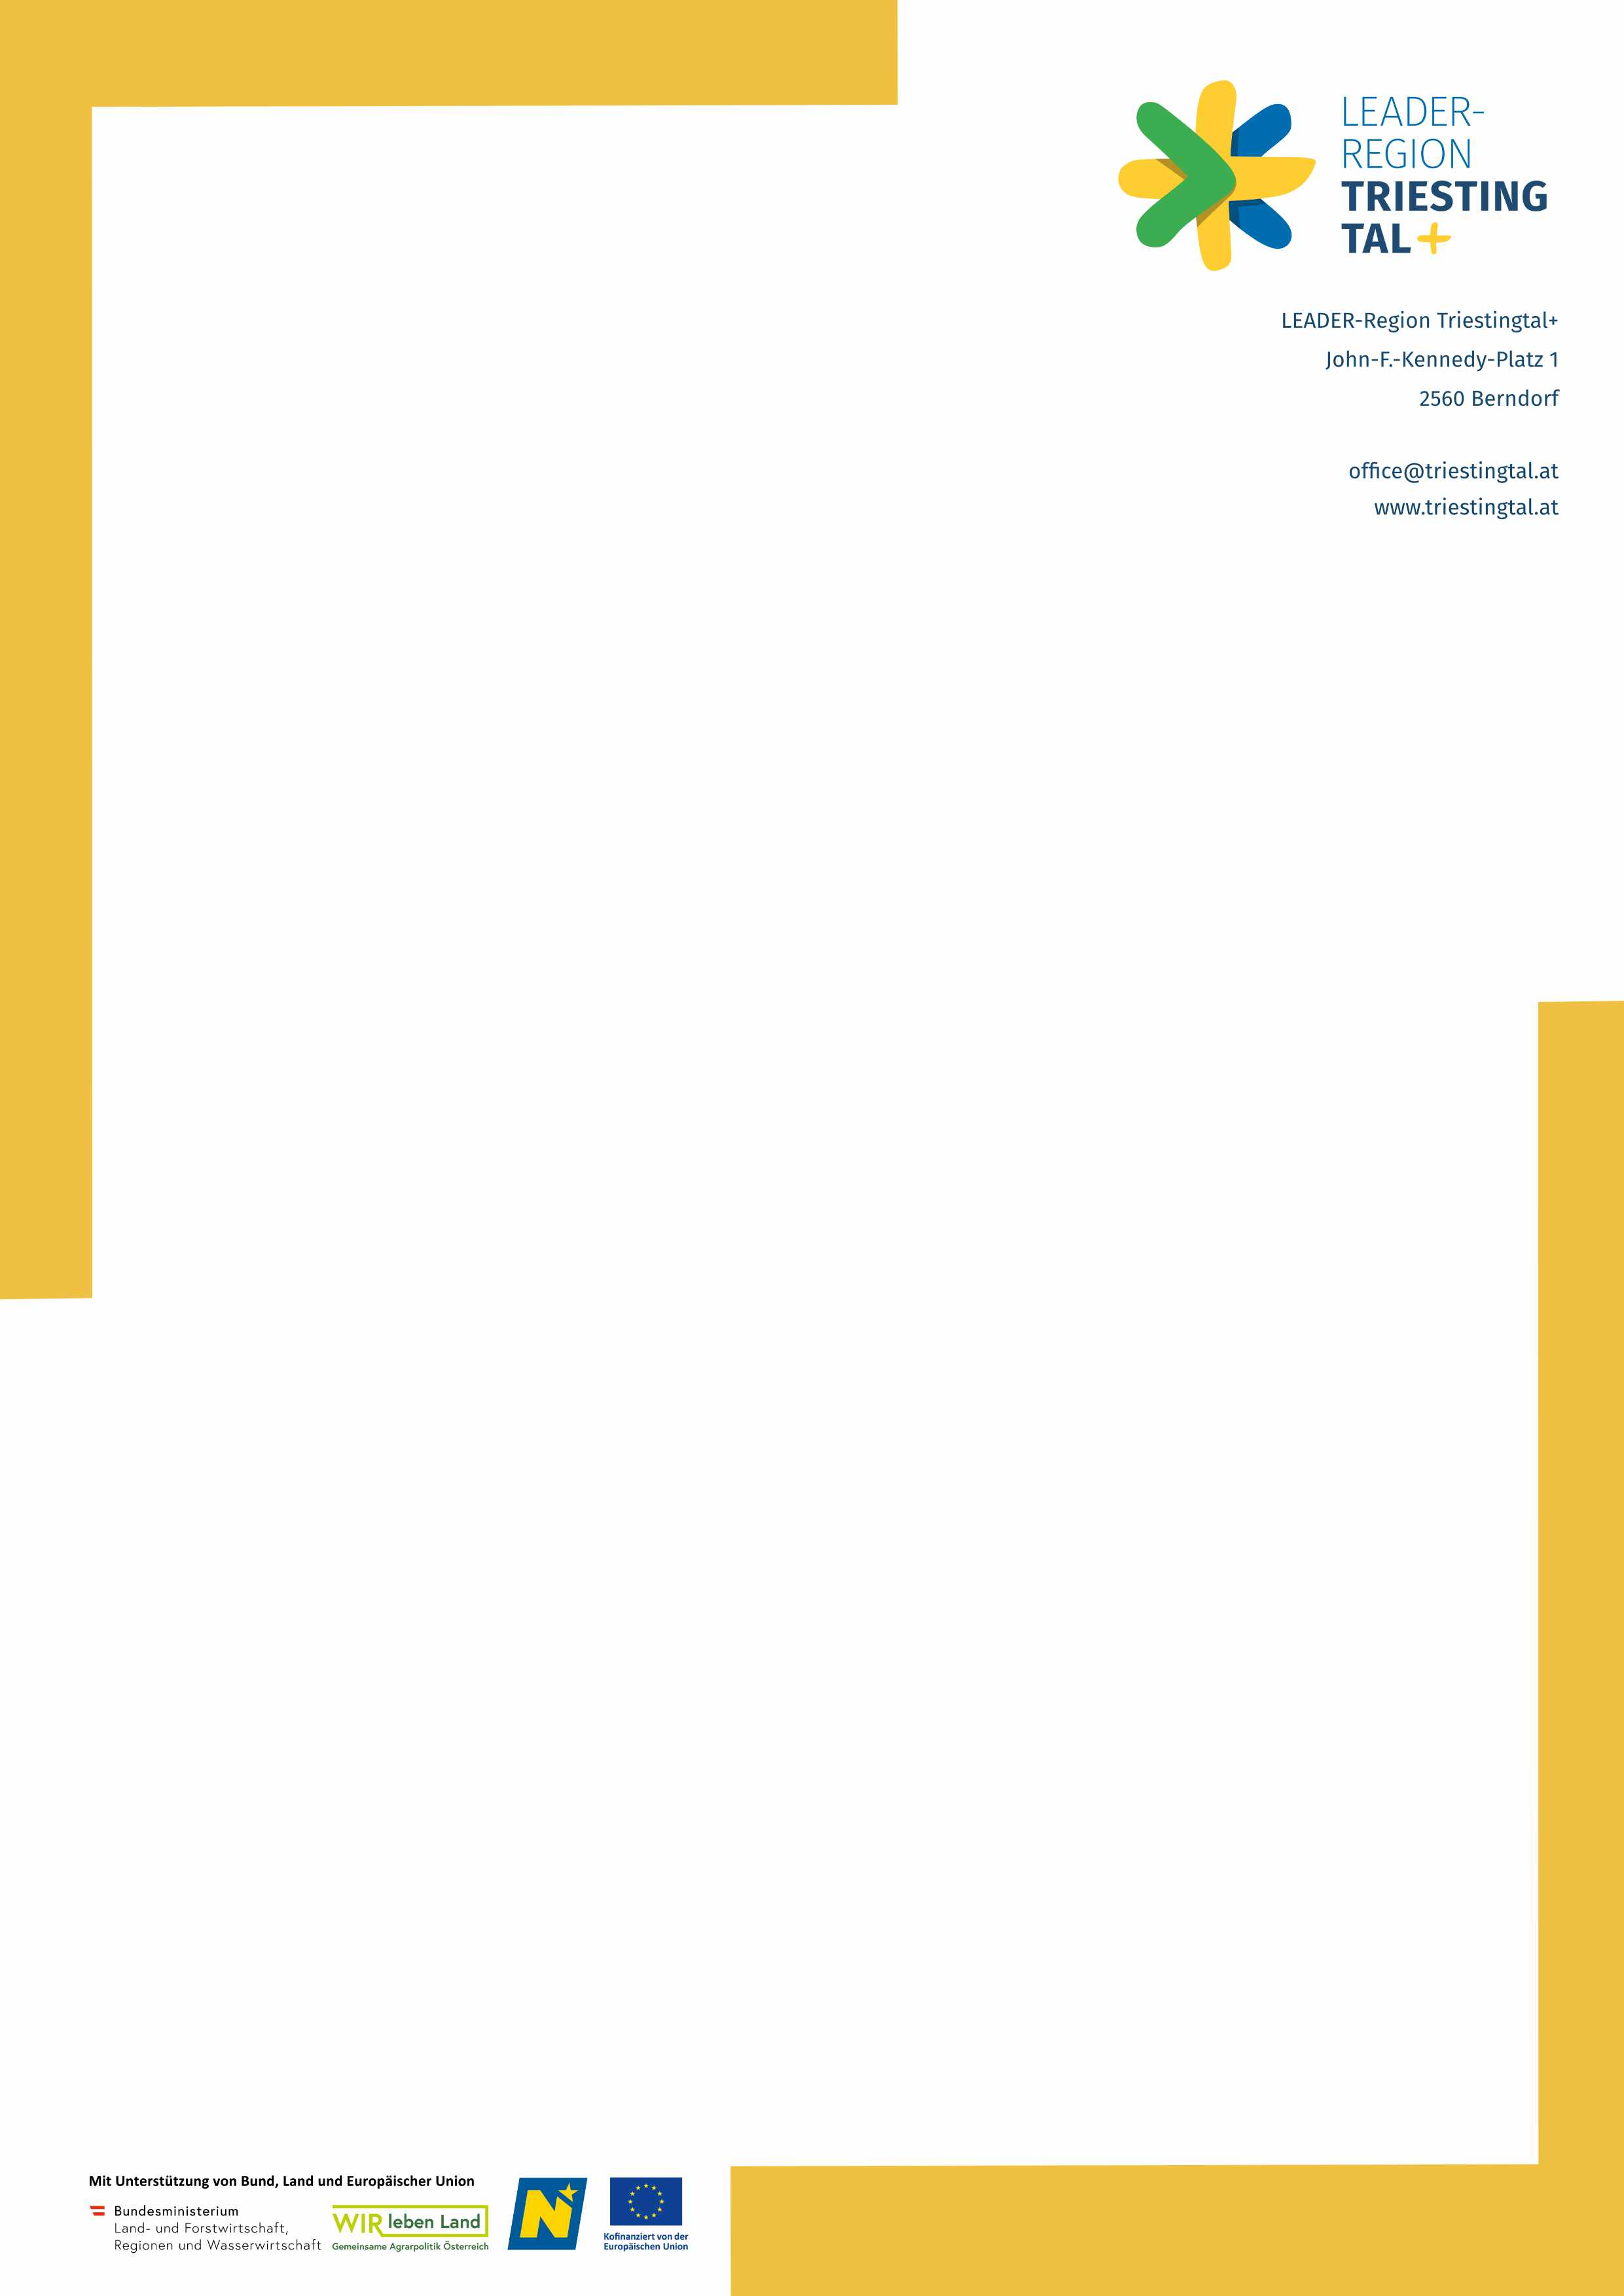 LEADER-
REGION
TRIESTING
TAL+
LEADER-Region Triestingtal+
John-F.-Kennedy-Platz 1
2560 Berndorf
office@triestingtal.at
www.triestingtal.at
Mit Unterstützung von Bund, Land und Europäischer Union
Bundesministerium
Land- und Forstwirtschaft,
Regionen und Wasserwirtschaft
WIR leben Land
Gemeinsame Agrarpolitik Österreich
N
Kofinanziert von der
Europäischen Union